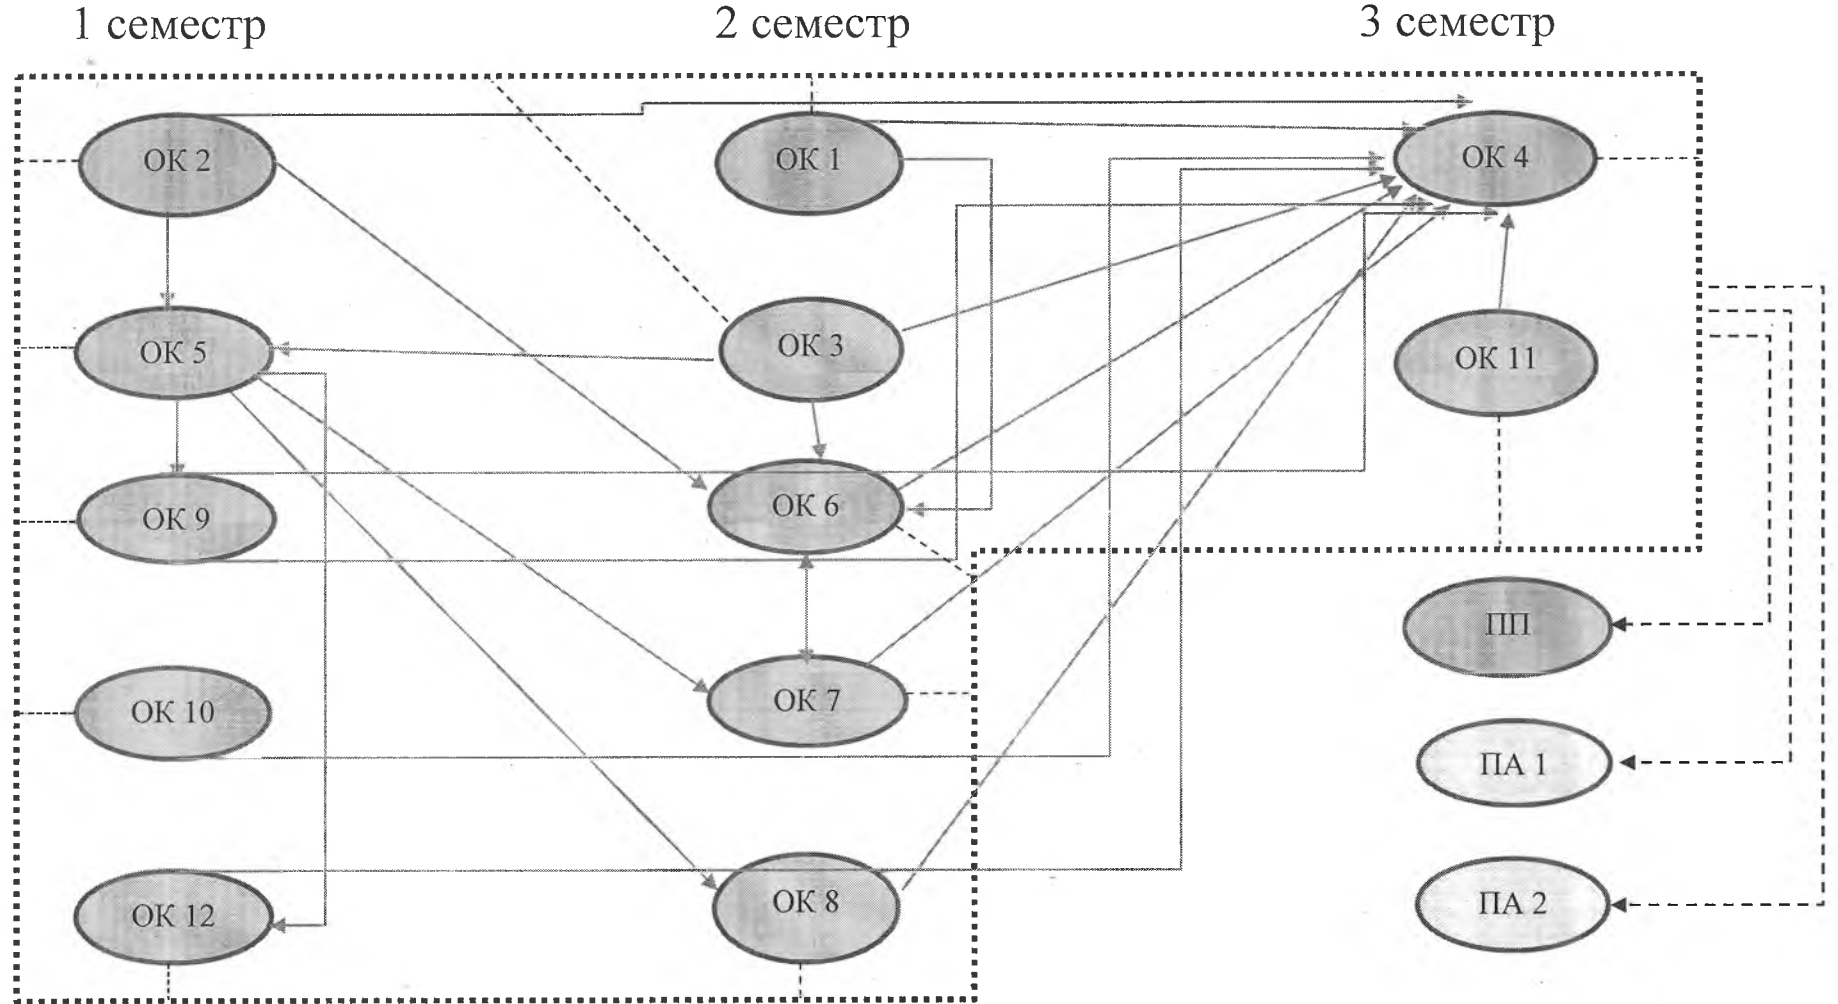 1 семестр
2 семестр
3 семестр
ОК 2
ОК 1
ОК 4
ОК 5
ОК 3
ОК 11
ОК 9
ОК 6
ПП
ОК 10
ОК 7
ПА 1
ОК 12
ОК 8
ПА 2